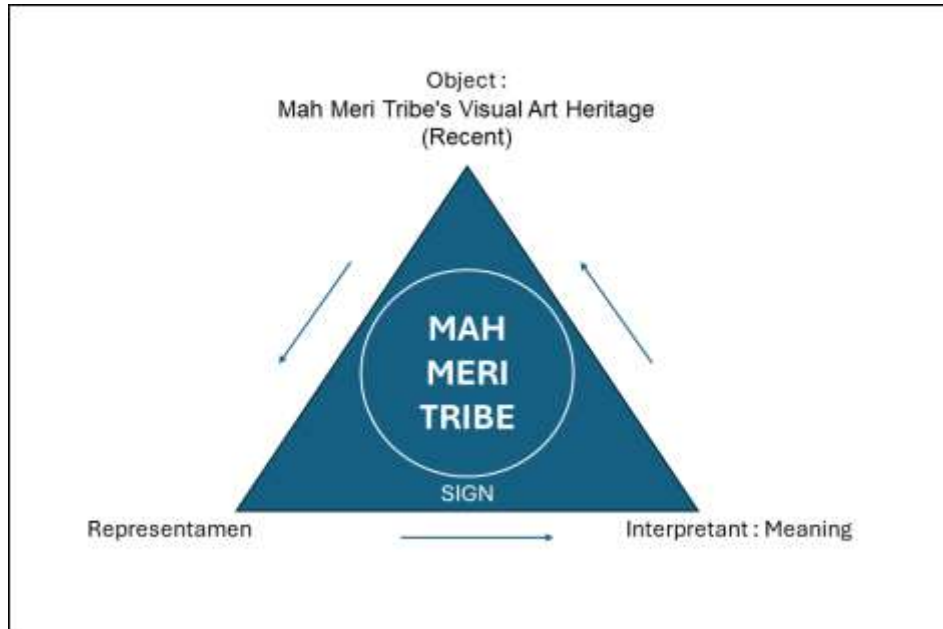 Object :
Mah Meri Tribe's Visual Art Heritage
(Recent)
MAH
MERI
TRIBE
SIGN
Representamen
Interpretant : Meaning